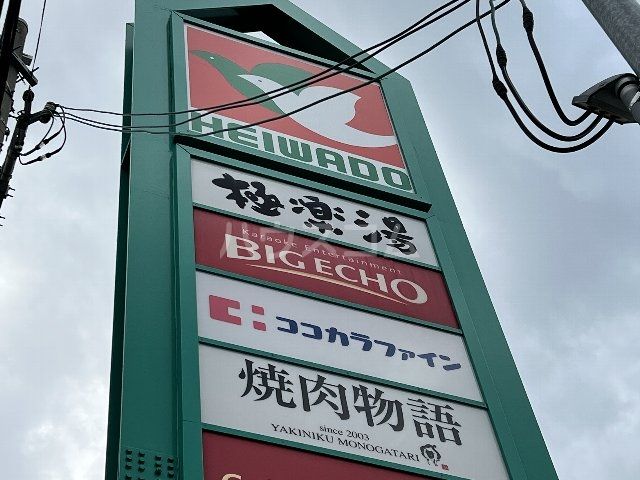 HEIWADO
極楽湯
Karaoke Entertainment
BIG ECHO
ココカラファイン
焼肉物語
since 2003
YAKINIKU MONOGATARI